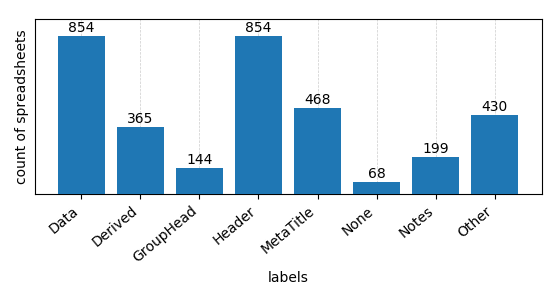 count of spreadsheets
854
365
144
854
468
68
199
430
Data
Derived
GroupHead
Header
MetaTitle
None
Notes
Other
labels